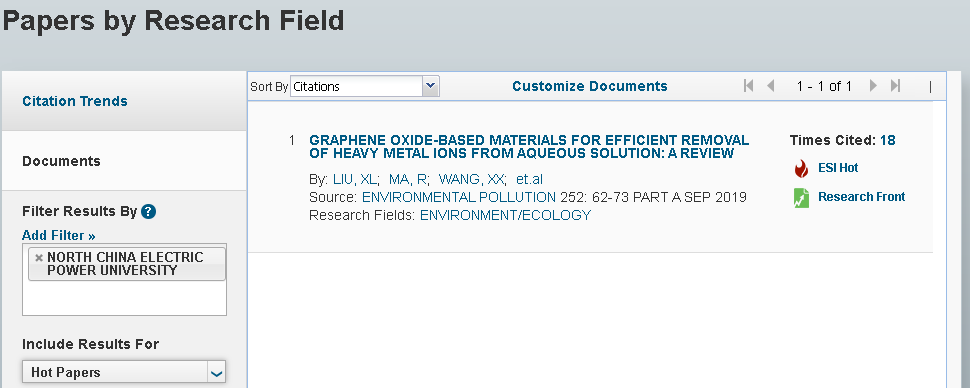 Papers by Research Field
Citation Trends
Documents
Filter Results By ?
Add Filter »
× NORTH CHINA ELECTRIC
POWER UNIVERSITY
Include Results For
Hot Papers
Sort By Citations
Customize Documents
1 - 1 of 1
|
1
GRAPHENE OXIDE-BASED MATERIALS FOR EFFICIENT REMOVAL
OF HEAVY METAL IONS FROM AQUEOUS SOLUTION: A REVIEW
By: LIU, XL; MA, R; WANG, XX; et.al
Source: ENVIRONMENTAL POLLUTION 252: 62-73 PART A SEP 2019
Research Fields: ENVIRONMENT/ECOLOGY
Times Cited: 18
ESI Hot
Research Front